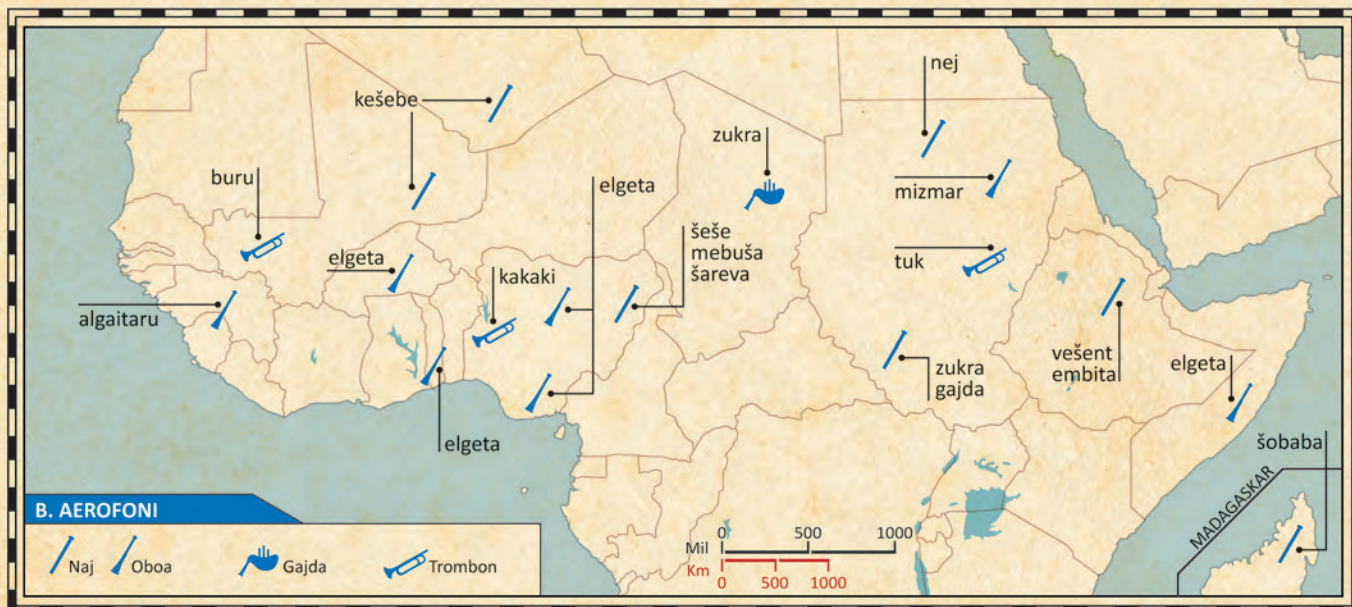 nej
kešebe
zukra
buru
elgeta
mizmar
šeše
mebuša
šareva
elgeta
kakaki
tuk
algaitaru
vešent
embita
zukra
gajda
elgeta
elgeta
šobaba
MADAGASKAR
B. AEROFONI
Naj
Oboa
Gajda
Trombon
Mil
0 500 1000
Km
0 500 1000